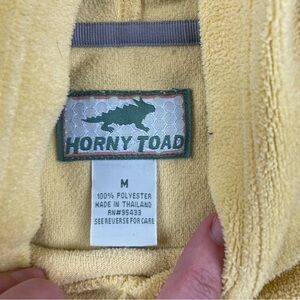 HORNY TOAD
M
100% POLYESTER
MADE IN THAILAND
RN#95433
SEE REVERSE FOR CARE